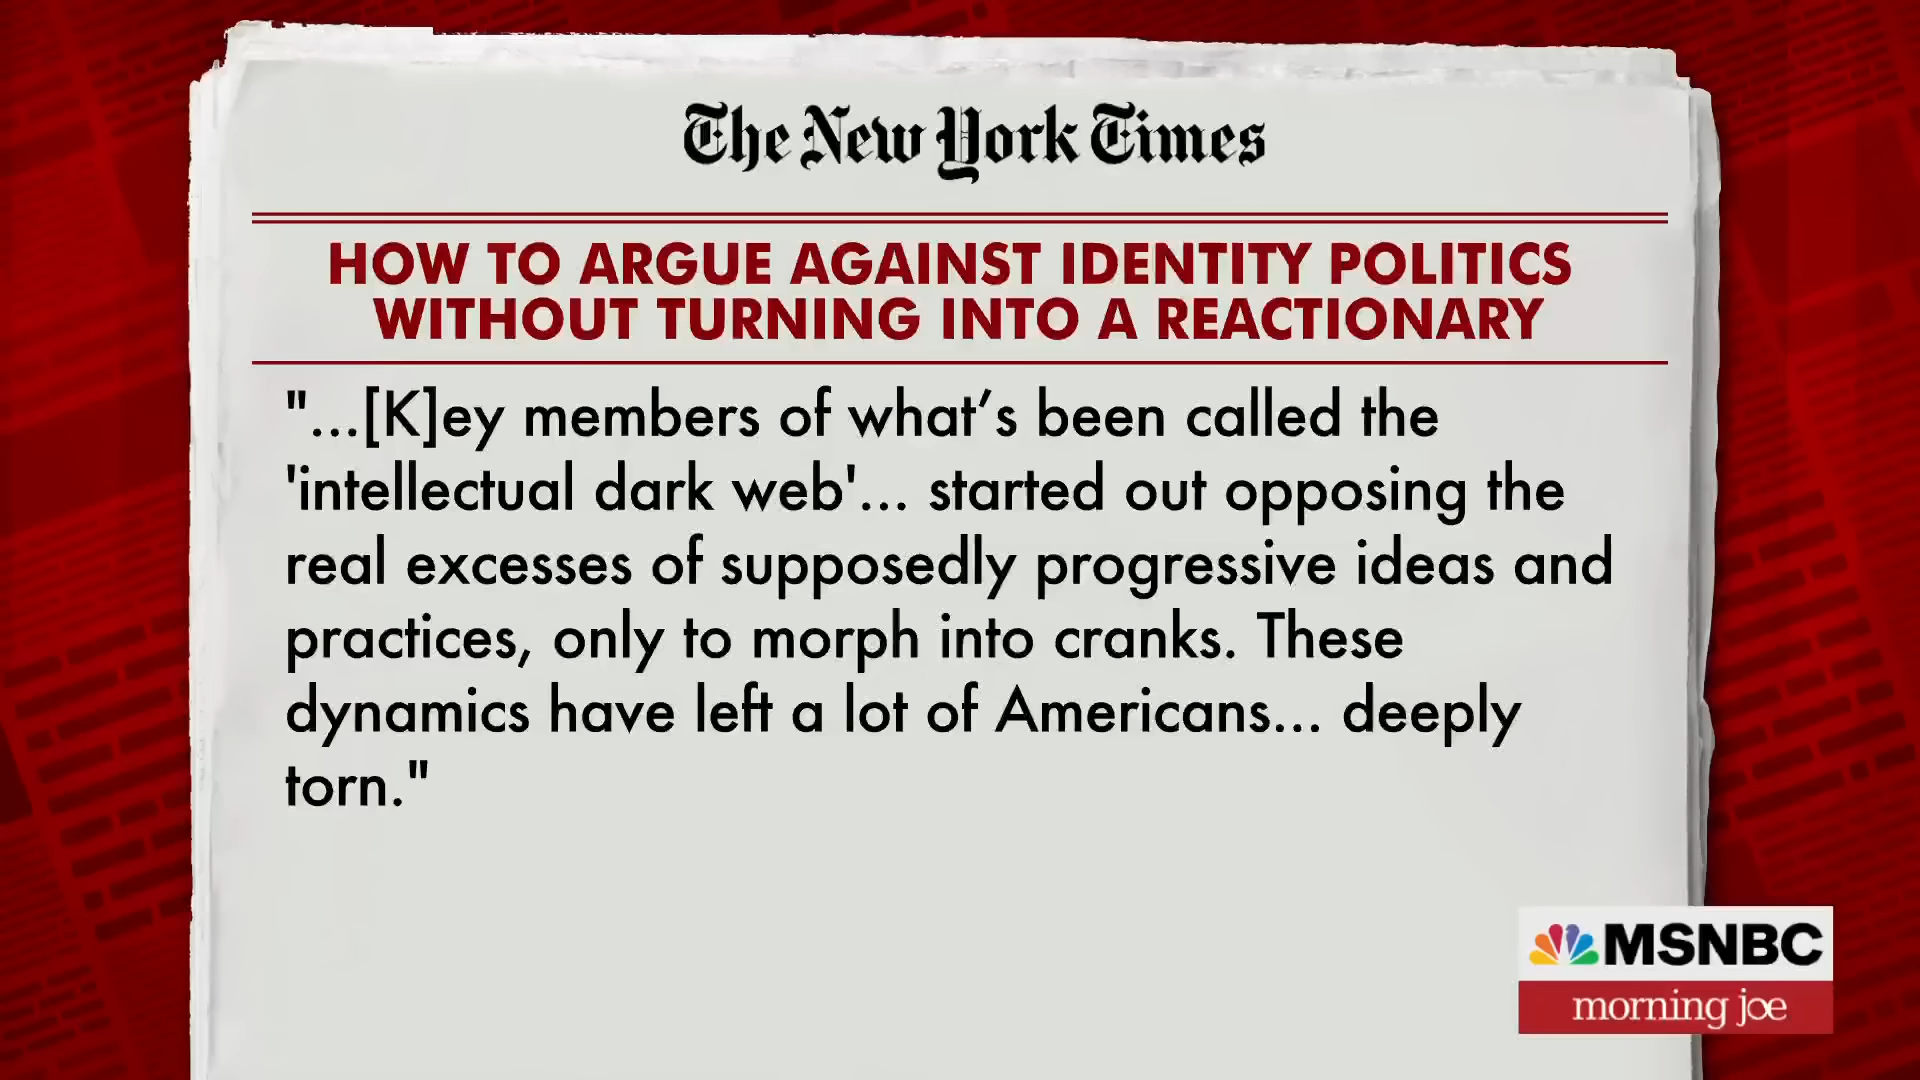 The New York Times
HOW TO ARGUE AGAINST IDENTITY POLITICS
WITHOUT TURNING INTO A REACTIONARY
"...[K]ey members of what’s been called the
'intellectual dark web'... started out opposing the
real excesses of supposedly progressive ideas and
practices, only to morph into cranks. These
dynamics have left a lot of Americans... deeply
torn."
MSNBC
morning joe